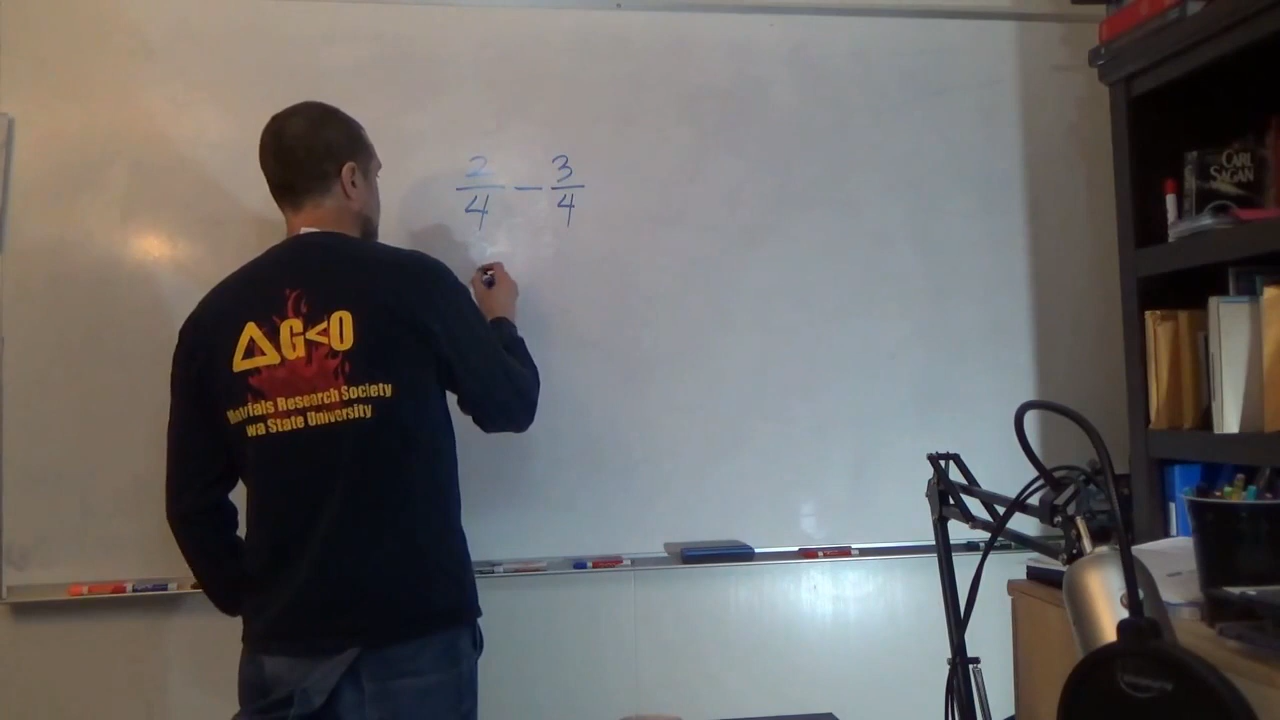 2/4 - 3/4
ΔG<0
Materials Research Society
wa State University
CARL
SAGAN